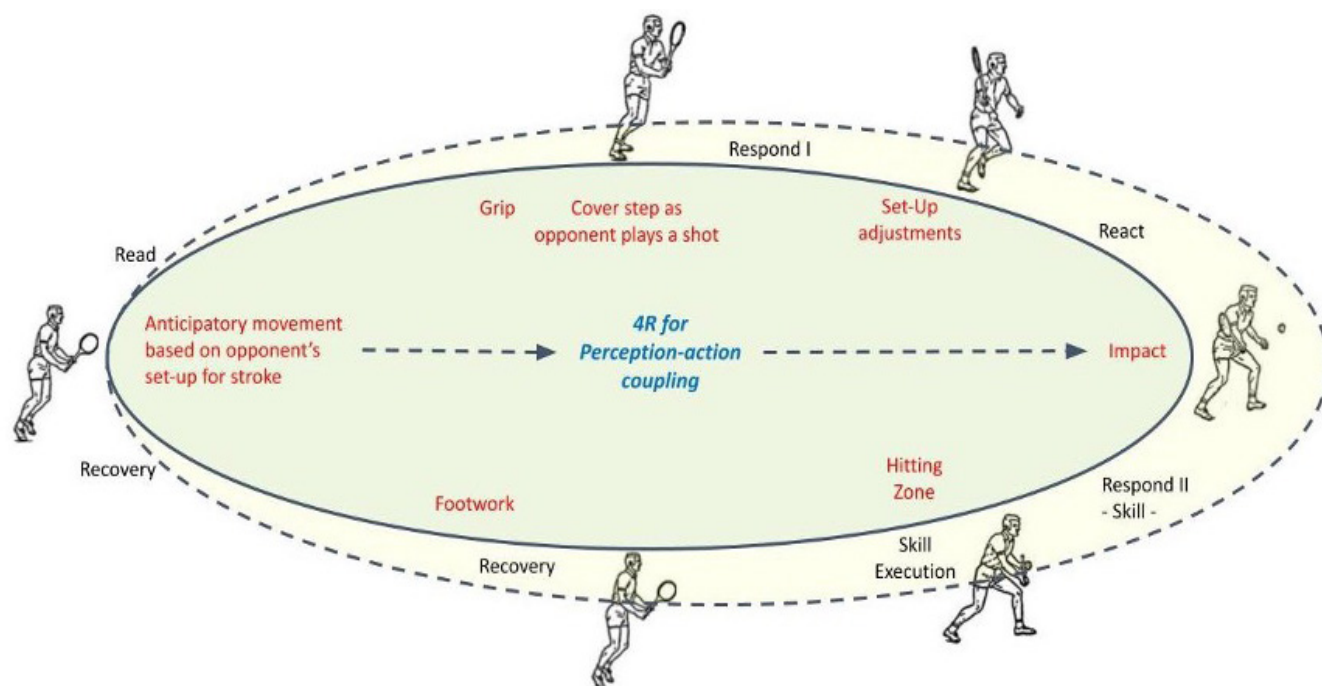 Respond I
Grip
Cover step as
opponent plays a shot
Set-Up
adjustments
React
Read
Anticipatory movement
based on opponent's
set-up for stroke
4R for
Perception-action
coupling
Impact
Recovery
Footwork
Hitting
Zone
Respond II
- Skill -
Recovery
Skill
Execution